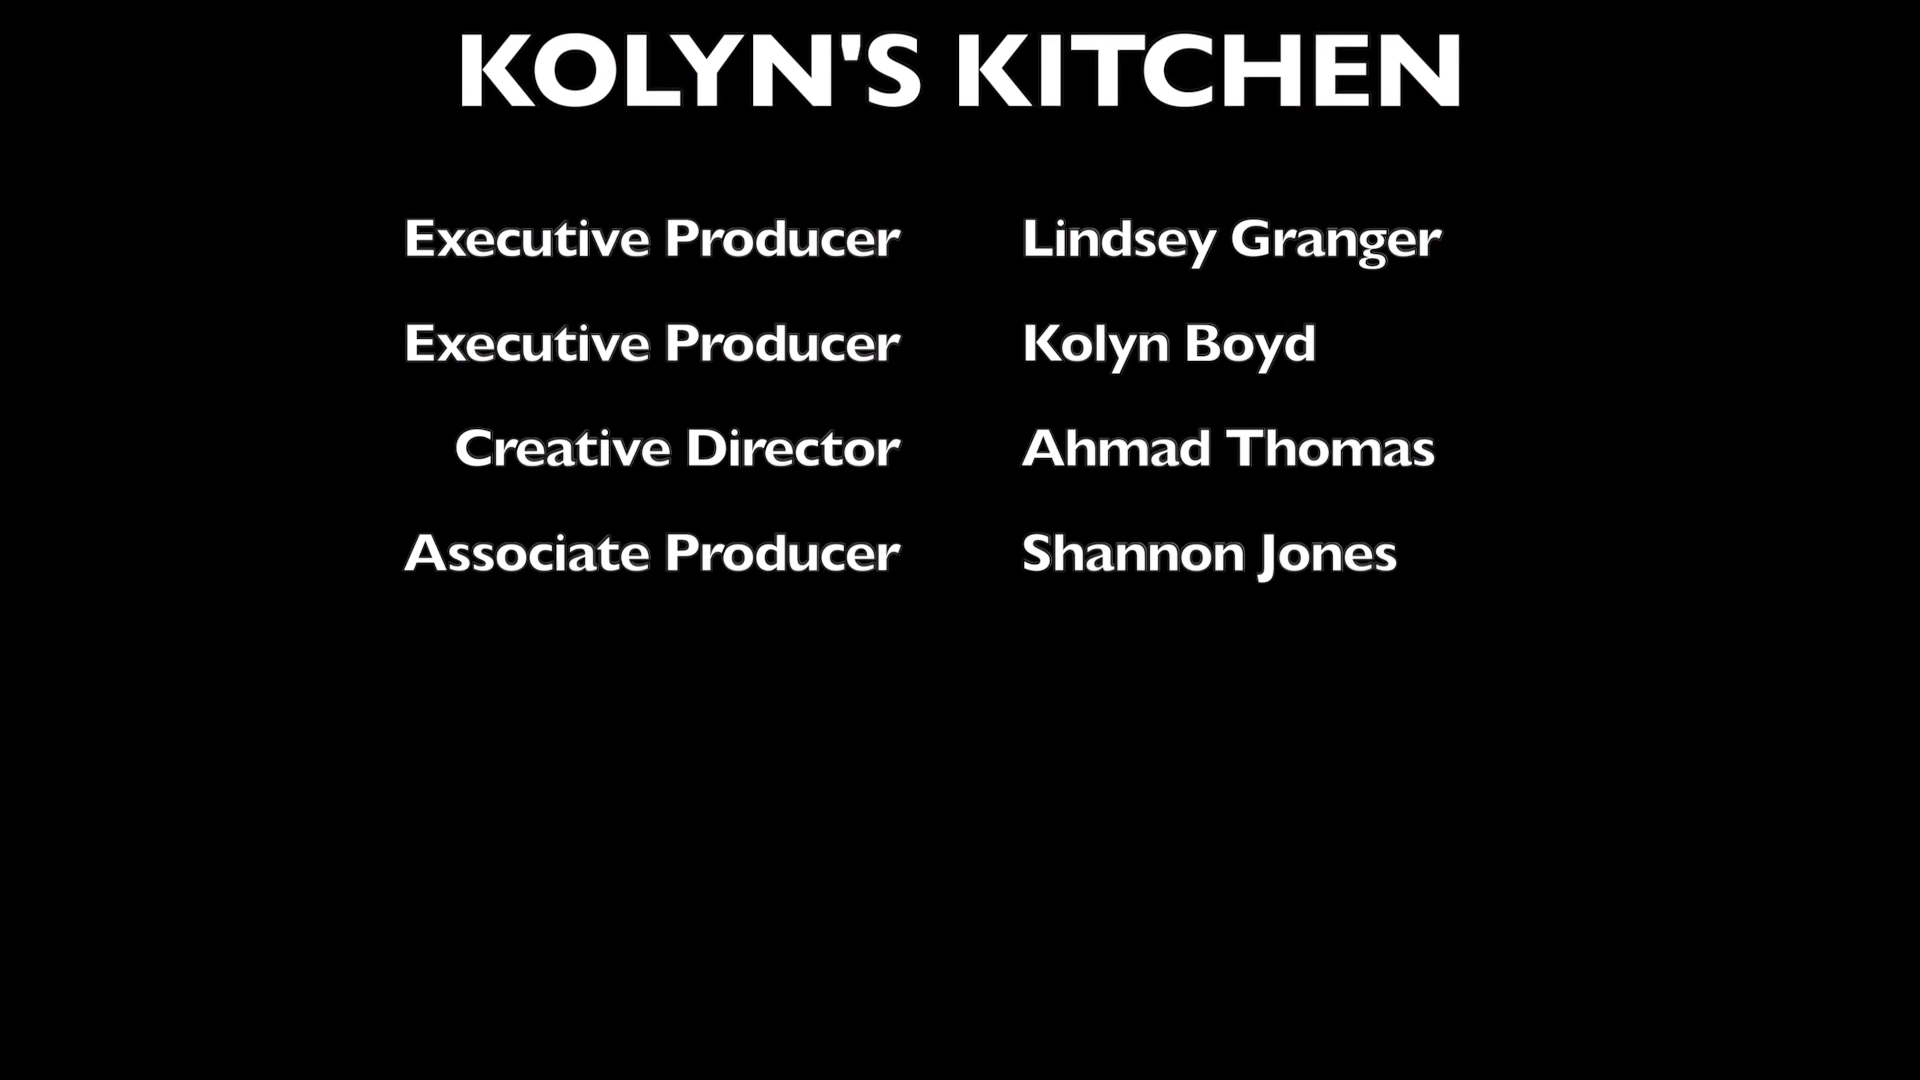 KOLYN'S KITCHEN
Executive Producer Lindsey Granger
Executive Producer Kolyn Boyd
Creative Director Ahmad Thomas
Associate Producer Shannon Jones